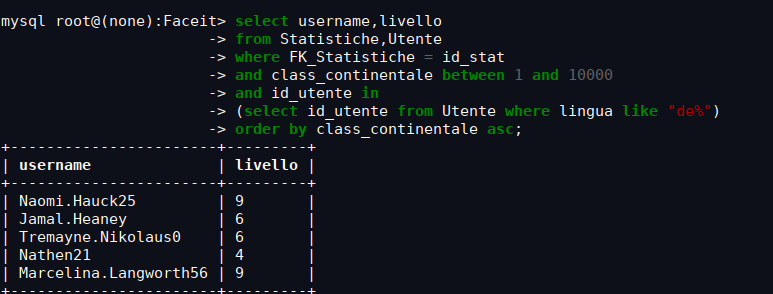 mysql root@(none):Faceit> select username,livello
-> from Statistiche,Utente
-> where FK_Statistiche = id_stat
-> and class_continentale between 1 and 10000
-> and id_utente in
-> (select id_utente from Utente where lingua like "de%")
-> order by class_continentale asc;
+-----------------------+---------+
| username              | livello |
+-----------------------+---------+
| Naomi.Hauck25         | 9       |
| Jamal.Heaney          | 6       |
| Tremayne.Nikolaus0    | 6       |
| Nathen21              | 4       |
| Marcelina.Langworth56 | 9       |
+-----------------------+---------+